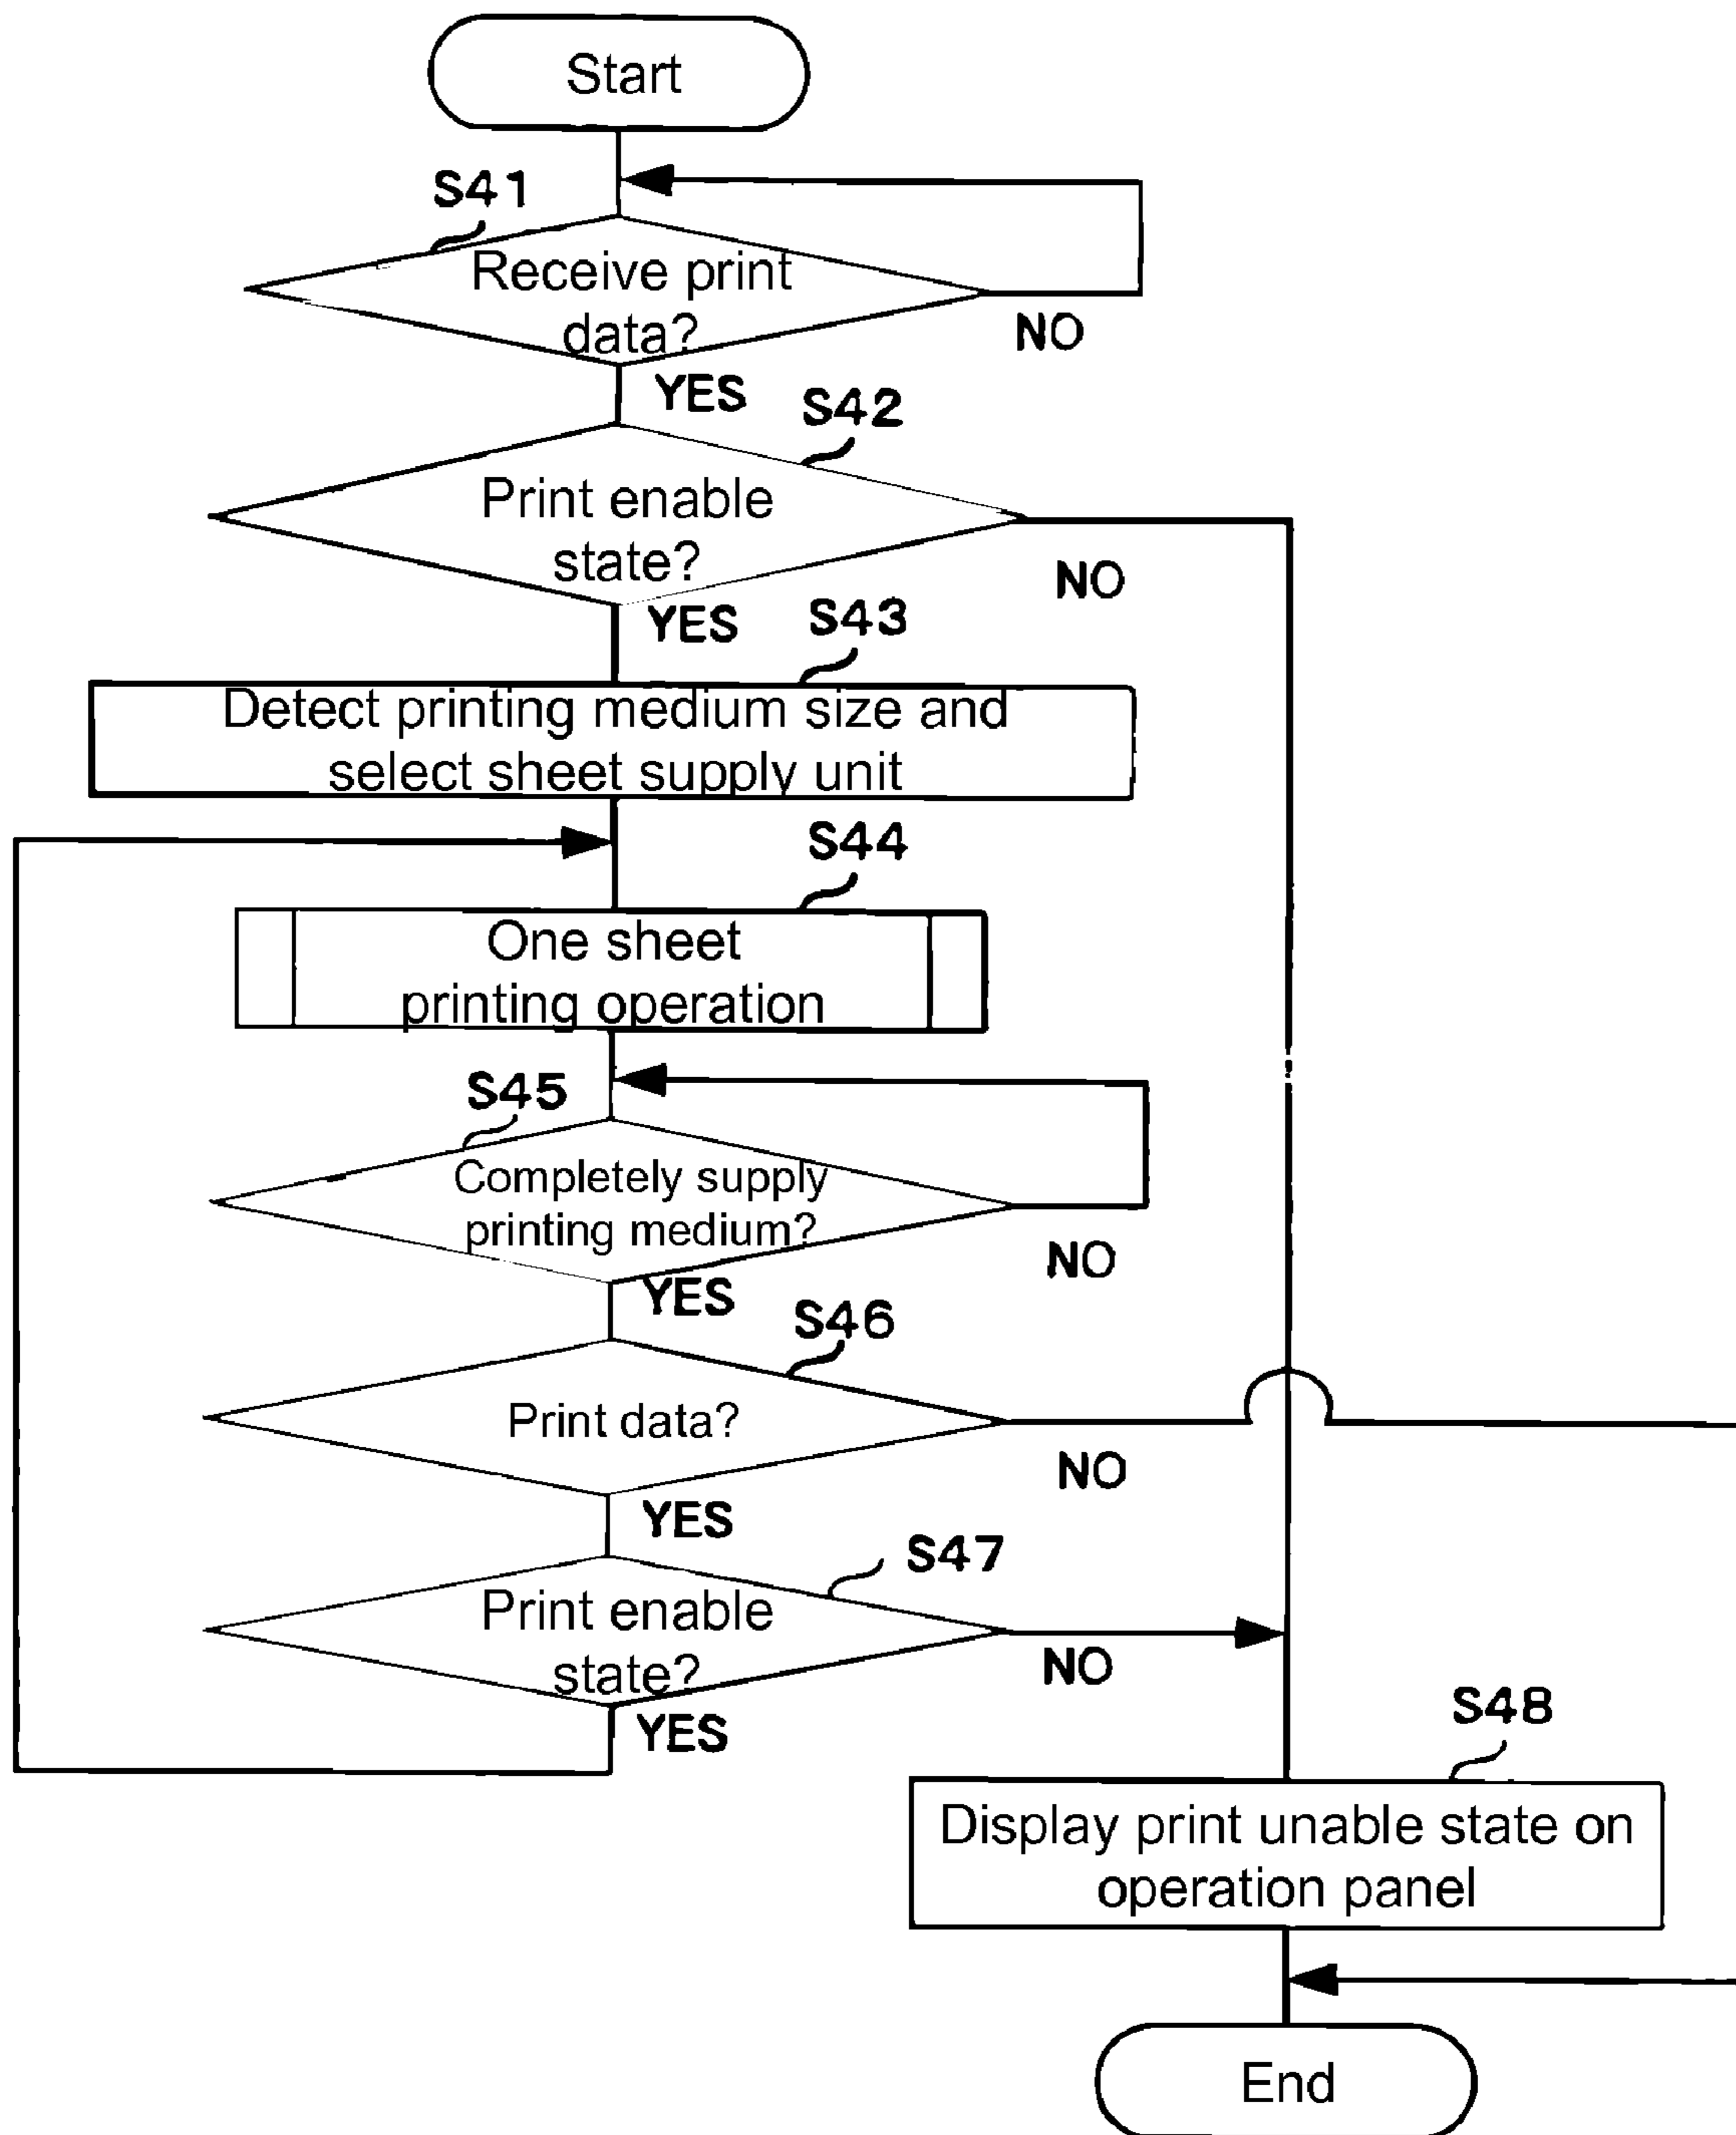 Start
S41
Receive print
data?
NO
YES
S42
Print enable
state?
NO
YES
S43
Detect printing medium size and
select sheet supply unit
S44
One sheet
printing operation
S45
Completely supply
printing medium?
NO
YES
S46
Print data?
NO
YES
S47
Print enable
state?
NO
YES
S48
Display print unable state on
operation panel
End